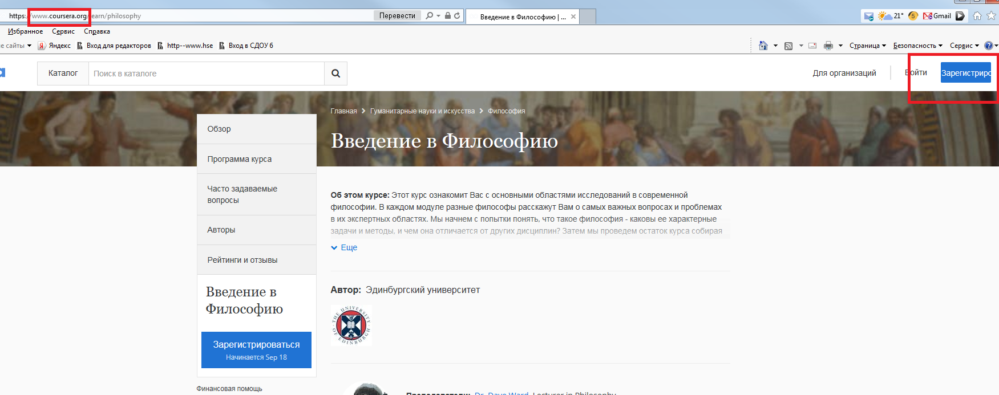 https://www.coursera.org/learn/philosophy
Перевести
Введение в Философию | ...
21°
5
Gmail
Избранное Сервис Справка
е сайты Яндекс Вход для редакторов http--www.hse Вход в СДОУ 6
Страница Безопасность Сервис
Каталог
Поиск в каталоге
Для организаций
Войти
Зарегистриро
Главная > Гуманитарные науки и искусства > Философия
Введение в Философию
Обзор
Программа курса
Часто задаваемые
вопросы
Авторы
Рейтинги и отзывы
Введение в
Философию
Зарегистрироваться
Начинается Sep 18
Финансовая помощь
Об этом курсе: Этот курс ознакомит Вас с основными областями исследований в современной
философии. В каждом модуле разные философы расскажут Вам о самых важных вопросах и проблемах
в их экспертных областях. Мы начнем с попытки понять, что такое философия - каковы ее характерные
задачи и методы, и чем она отличается от других дисциплин? Затем мы проведем остаток курса собирая
Еще
Автор: Эдинбургский университет
THE UNIVERSITY OF EDINBURGH
Преподаватели: Dr. Dave Ward, Lecturer in Philosophy